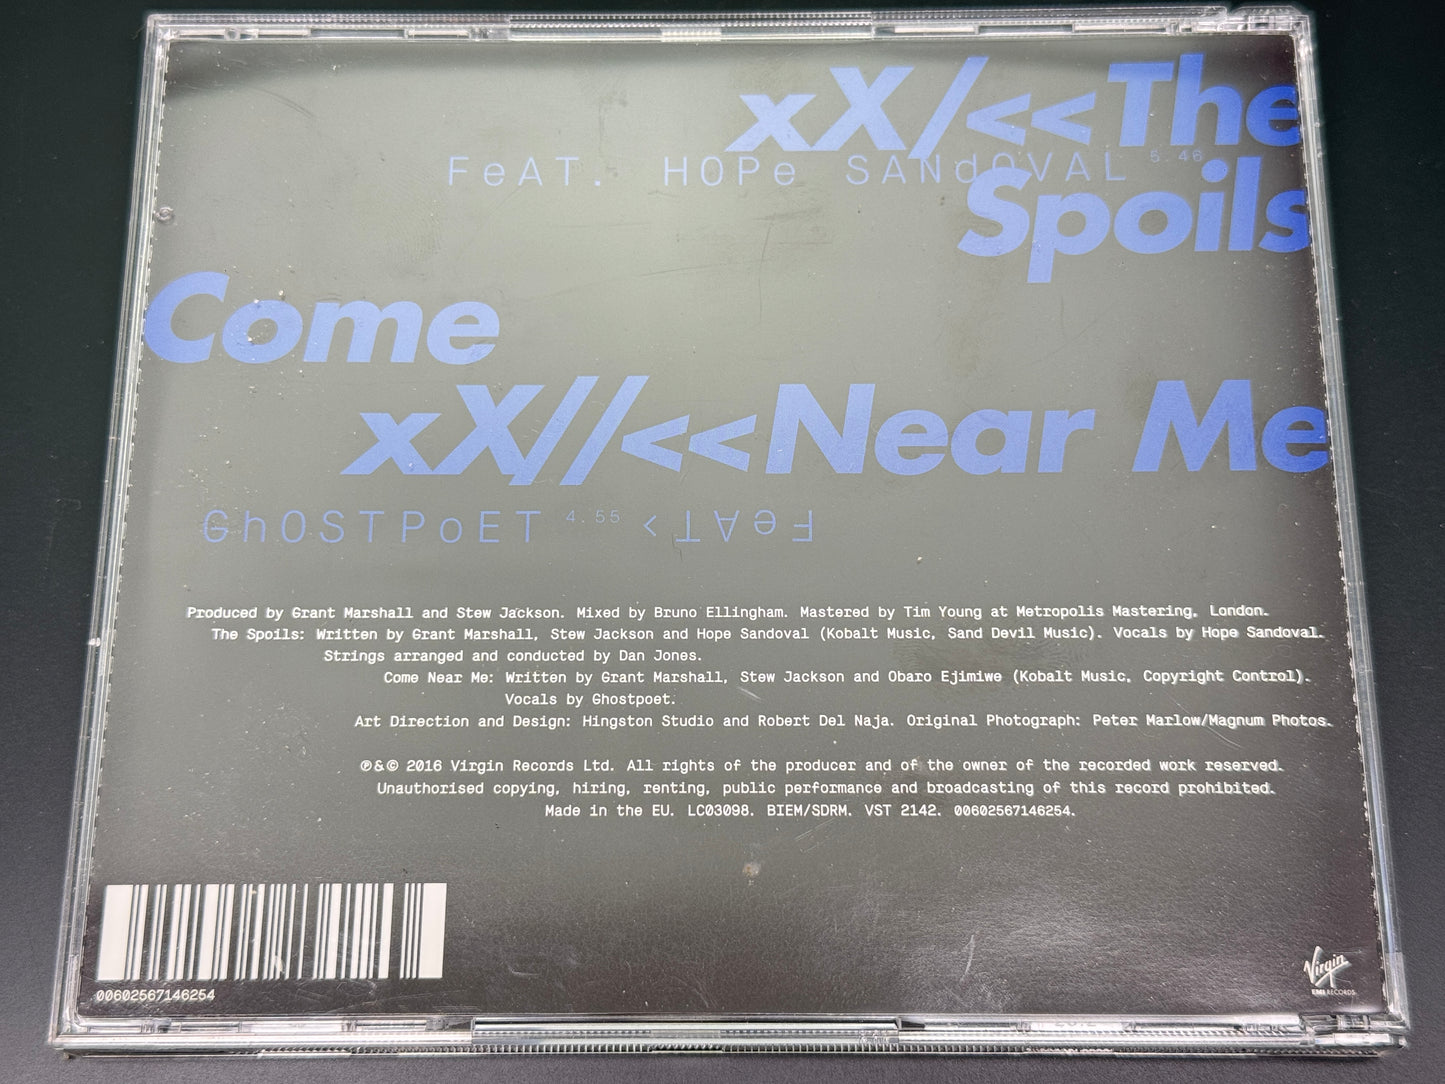 xX/<<The
FeAT. HOPe SANdOVAL 5.46
Spoils
Come
xX//<<Near Me
GhOSTPoET 4.55 FeAT>
Produced by Grant Marshall and Stew Jackson. Mixed by Bruno Ellingham. Mastered by Tim Young at Metropolis Mastering, London.
The Spoils: Written by Grant Marshall, Stew Jackson and Hope Sandoval (Kobalt Music, Sand Devil Music). Vocals by Hope Sandoval.
Strings arranged and conducted by Dan Jones.
Come Near Me: Written by Grant Marshall, Stew Jackson and Obaro Ejimiwe (Kobalt Music, Copyright Control).
Vocals by Ghostpoet.
Art Direction and Design: Hingston Studio and Robert Del Naja. Original Photograph: Peter Marlow/Magnum Photos.
℗&© 2016 Virgin Records Ltd. All rights of the producer and of the owner of the recorded work reserved.
Unauthorised copying, hiring, renting, public performance and broadcasting of this record prohibited.
Made in the EU. LC03098. BIEM/SDRM. VST 2142. 00602567146254.
00602567146254
Virgin
EMI RECORDS